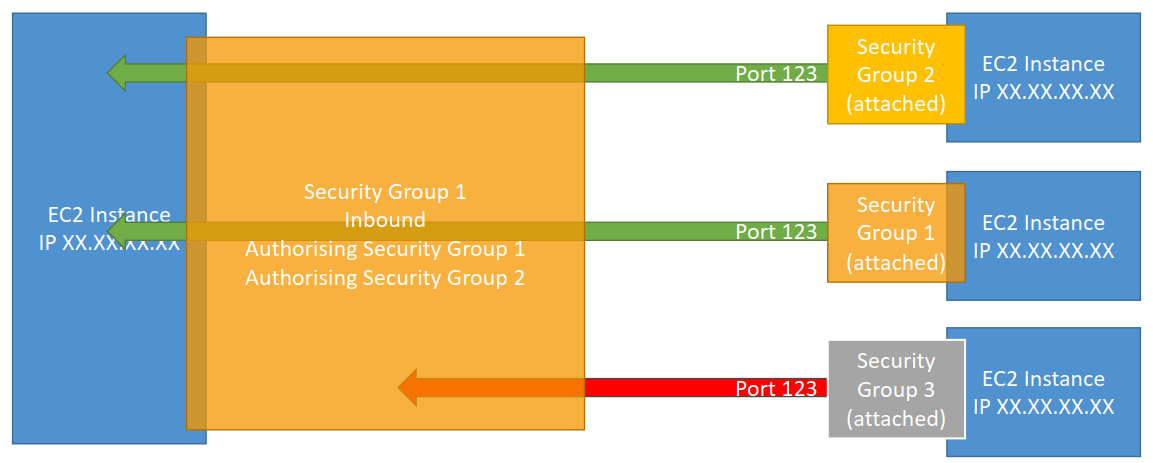 EC2 Instance
IP XX.XX.XX.XX
Security Group 1
Inbound
Authorising Security Group 1
Authorising Security Group 2
Port 123
Security
Group 2
(attached)
EC2 Instance
IP XX.XX.XX.XX
Port 123
Security
Group 1
(attached)
EC2 Instance
IP XX.XX.XX.XX
Port 123
Security
Group 3
(attached)
EC2 Instance
IP XX.XX.XX.XX